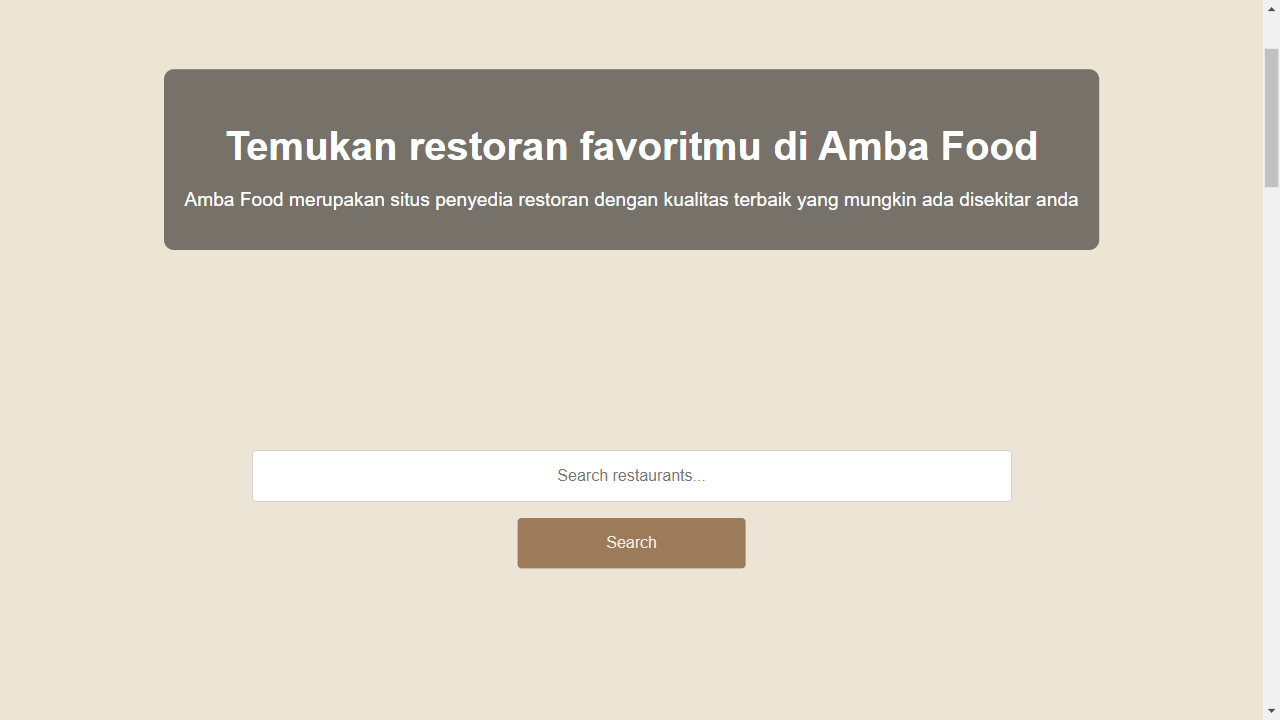 Temukan restoran favoritmu di Amba Food
Amba Food merupakan situs penyedia restoran dengan kualitas terbaik yang mungkin ada disekitar anda
Search restaurants...
Search